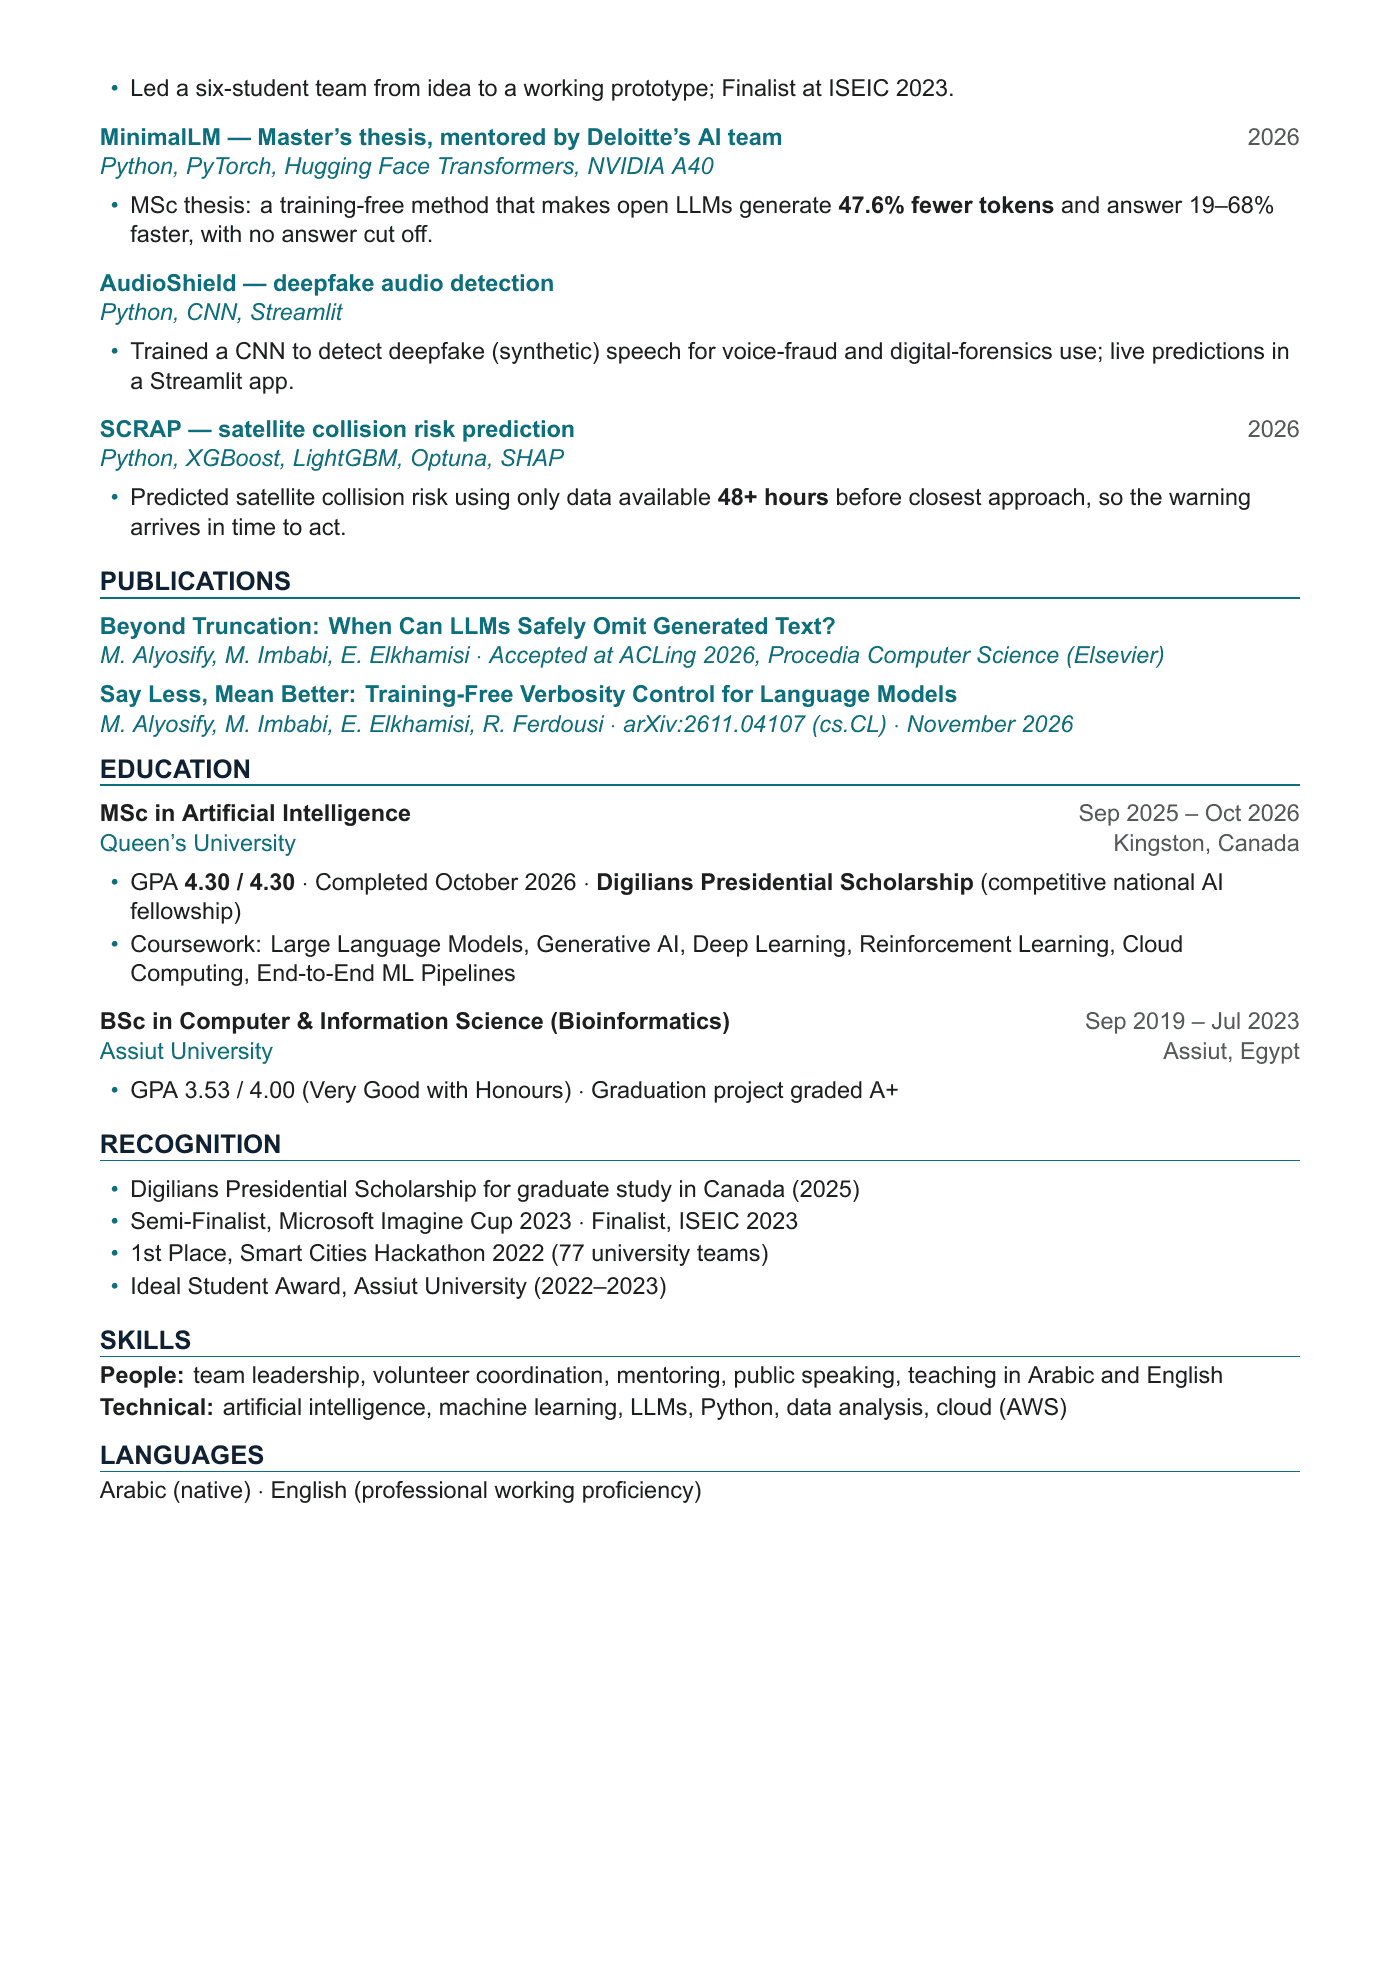 • Led a six-student team from idea to a working prototype; Finalist at ISEIC 2023.
MinimalLM — Master’s thesis, mentored by Deloitte’s AI team 2026
Python, PyTorch, Hugging Face Transformers, NVIDIA A40
• MSc thesis: a training-free method that makes open LLMs generate 47.6% fewer tokens and answer 19–68%
faster, with no answer cut off.
AudioShield — deepfake audio detection
Python, CNN, Streamlit
• Trained a CNN to detect deepfake (synthetic) speech for voice-fraud and digital-forensics use; live predictions in
a Streamlit app.
SCRAP — satellite collision risk prediction 2026
Python, XGBoost, LightGBM, Optuna, SHAP
• Predicted satellite collision risk using only data available 48+ hours before closest approach, so the warning
arrives in time to act.
PUBLICATIONS
Beyond Truncation: When Can LLMs Safely Omit Generated Text?
M. Alyosify, M. Imbabi, E. Elkhamisi · Accepted at ACLing 2026, Procedia Computer Science (Elsevier)
Say Less, Mean Better: Training-Free Verbosity Control for Language Models
M. Alyosify, M. Imbabi, E. Elkhamisi, R. Ferdousi · arXiv:2611.04107 (cs.CL) · November 2026
EDUCATION
MSc in Artificial Intelligence Sep 2025 – Oct 2026
Queen’s University Kingston, Canada
• GPA 4.30 / 4.30 · Completed October 2026 · Digilians Presidential Scholarship (competitive national AI
fellowship)
• Coursework: Large Language Models, Generative AI, Deep Learning, Reinforcement Learning, Cloud
Computing, End-to-End ML Pipelines
BSc in Computer & Information Science (Bioinformatics) Sep 2019 – Jul 2023
Assiut University Assiut, Egypt
• GPA 3.53 / 4.00 (Very Good with Honours) · Graduation project graded A+
RECOGNITION
• Digilians Presidential Scholarship for graduate study in Canada (2025)
• Semi-Finalist, Microsoft Imagine Cup 2023 · Finalist, ISEIC 2023
• 1st Place, Smart Cities Hackathon 2022 (77 university teams)
• Ideal Student Award, Assiut University (2022–2023)
SKILLS
People: team leadership, volunteer coordination, mentoring, public speaking, teaching in Arabic and English
Technical: artificial intelligence, machine learning, LLMs, Python, data analysis, cloud (AWS)
LANGUAGES
Arabic (native) · English (professional working proficiency)